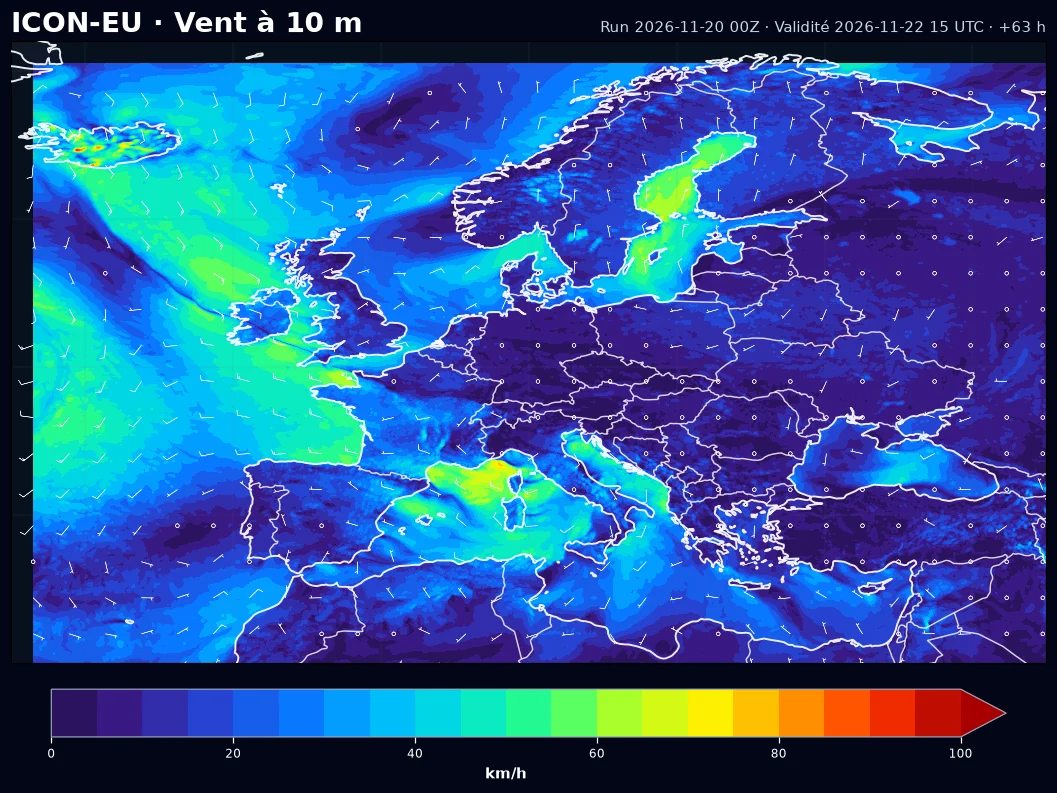 ICON-EU · Vent à 10 m
Run 2026-11-20 00Z · Validité 2026-11-22 15 UTC · +63 h
0 20 40 60 80 100
km/h